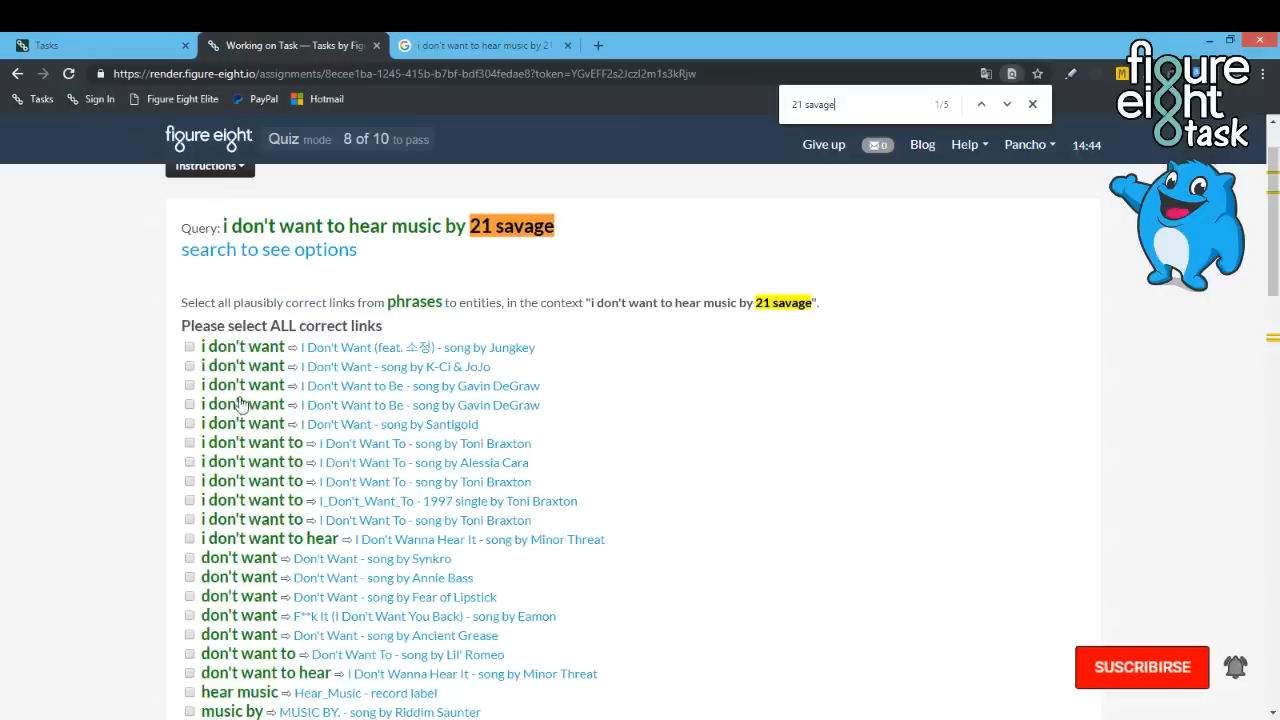 Tasks
Working on Task — Tasks by Fig
i don't want to hear music by 21
https://render.figure-eight.io/assignments/8ecee1ba-1245-415b-b7bf-bdf304fedae8?token=YGvEFF2s2JczI2m1s3kRjw
Tasks
Sign In
Figure Eight Elite
PayPal
Hotmail
21 savage
1/5
figure eight task
figure eight
Quiz mode
8 of 10 to pass
Give up
0
Blog
Help
Pancho
14:44
Instructions
Query: i don't want to hear music by 21 savage
search to see options
Select all plausibly correct links from phrases to entities, in the context "i don't want to hear music by 21 savage".
Please select ALL correct links
i don't want ⇨ I Don't Want (feat. 소정) - song by Jungkey
i don't want ⇨ I Don't Want - song by K-Ci & JoJo
i don't want ⇨ I Don't Want to Be - song by Gavin DeGraw
i don't want ⇨ I Don't Want to Be - song by Gavin DeGraw
i don't want ⇨ I Don't Want - song by Santigold
i don't want to ⇨ I Don't Want To - song by Toni Braxton
i don't want to ⇨ I Don't Want To - song by Alessia Cara
i don't want to ⇨ I Don't Want To - song by Toni Braxton
i don't want to ⇨ I_Don't_Want_To - 1997 single by Toni Braxton
i don't want to ⇨ I Don't Want To - song by Toni Braxton
i don't want to hear ⇨ I Don't Wanna Hear It - song by Minor Threat
don't want ⇨ Don't Want - song by Synkro
don't want ⇨ Don't Want - song by Annie Bass
don't want ⇨ Don't Want - song by Fear of Lipstick
don't want ⇨ F**k It (I Don't Want You Back) - song by Eamon
don't want ⇨ Don't Want - song by Ancient Grease
don't want to ⇨ Don't Want To - song by Lil' Romeo
don't want to hear ⇨ I Don't Wanna Hear It - song by Minor Threat
hear music ⇨ Hear_Music - record label
music by ⇨ MUSIC BY. - song by Riddim Saunter
SUSCRIBIRSE